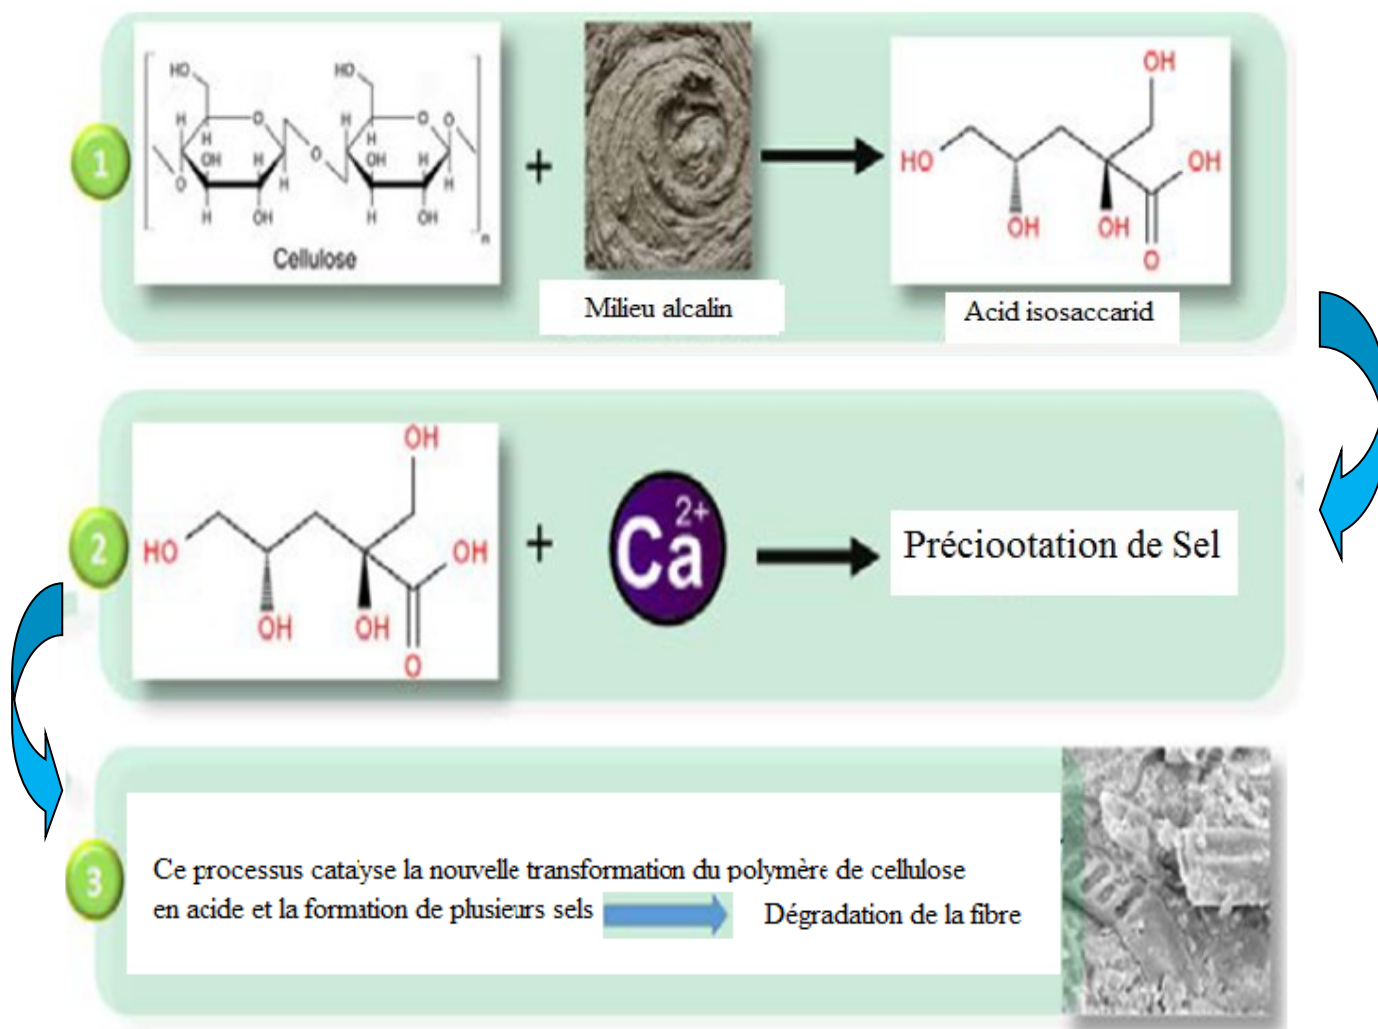 1
HO
HO
O
O
O
H
H
H
H
OH
H
OH
H
O
H
OH
H
O
H
OH
H
OH
n
Cellulose
+
Milieu alcalin
OH
HO
OH
OH
OH
O
Acid isosaccarid
2
OH
HO
OH
OH
OH
O
+
Ca 2+
Préciootation de Sel
3
Ce processus catalyse la nouvelle transformation du polymère de cellulose
en acide et la formation de plusieurs sels
Dégradation de la fibre